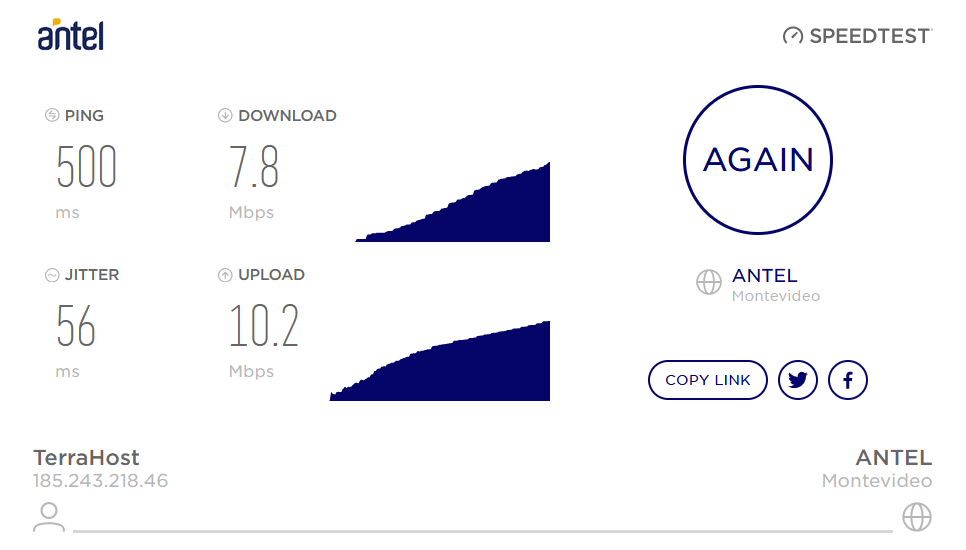 antel
SPEEDTEST
PING
500
ms
DOWNLOAD
7.8
Mbps
AGAIN
JITTER
56
ms
UPLOAD
10.2
Mbps
ANTEL
Montevideo
COPY LINK
TerraHost
185.243.218.46
ANTEL
Montevideo